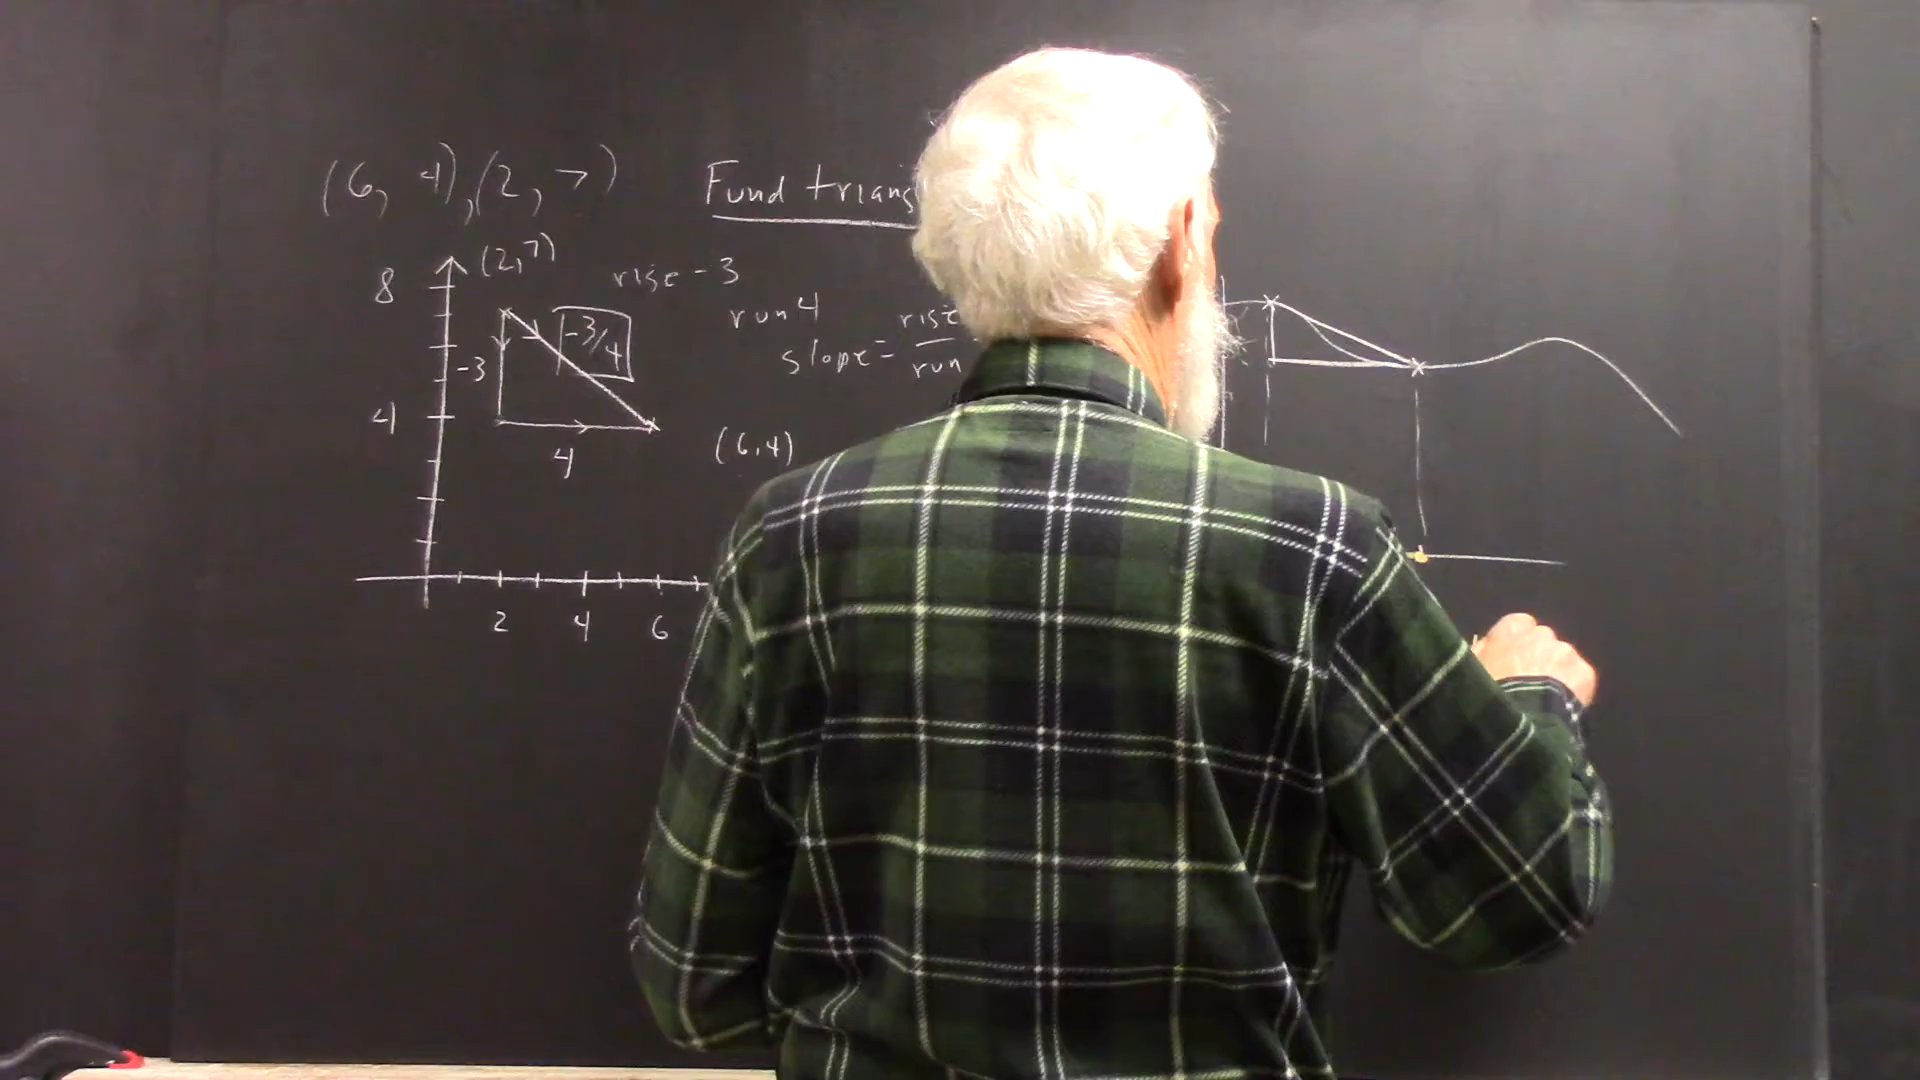 (6, 4), (2, 7)
Fund triang
8
(2,7)
rise -3
-3/4
run 4
rise
slope = run
-3
4
4
(6,4)
2 4 6